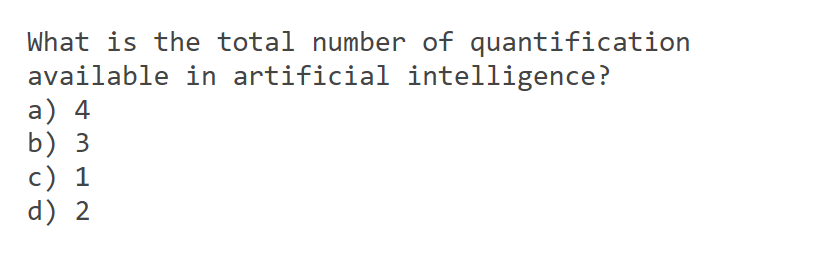 What is the total number of quantification
available in artificial intelligence?
a) 4
b) 3
c) 1
d) 2